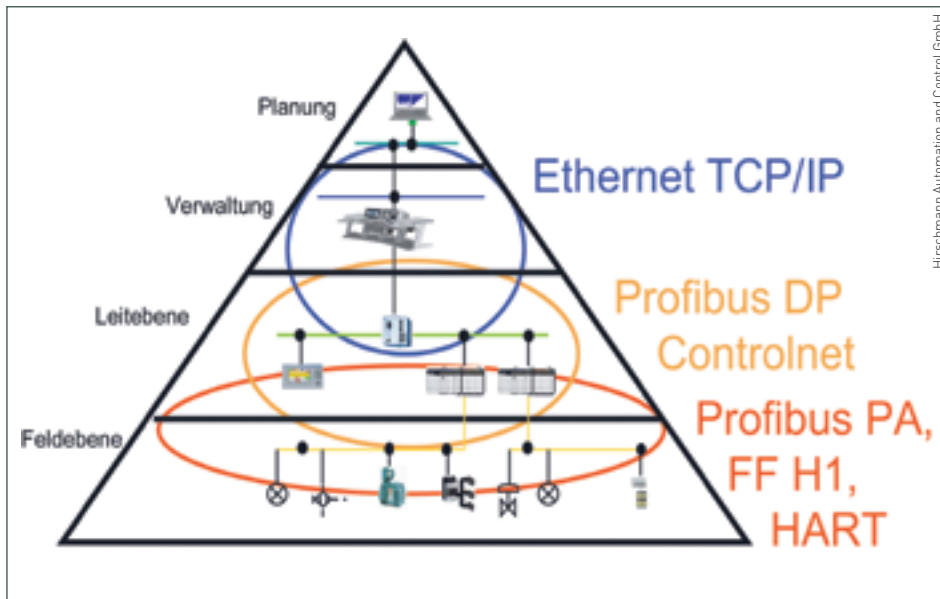 Planung
Verwaltung
Leitebene
Feldebene
Ethernet TCP/IP
Profibus DP
Controlnet
Profibus PA,
FF H1,
HART
Hirschmann Automation and Control GmbH